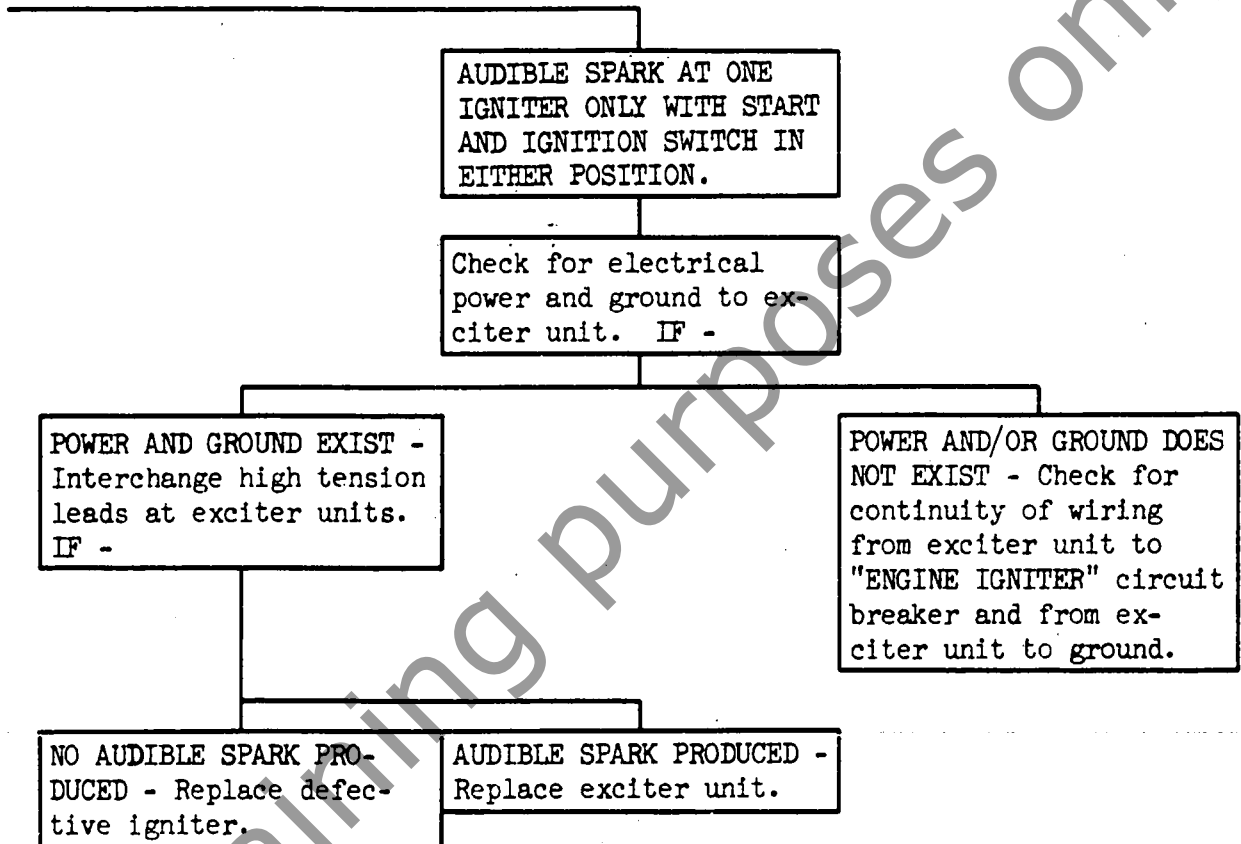 AUDIBLE SPARK AT ONE
IGNITER ONLY WITH START
AND IGNITION SWITCH IN
EITHER POSITION.
Check for electrical
power and ground to ex-
citer unit. IF -
POWER AND GROUND EXIST -
Interchange high tension
leads at exciter units.
IF -
POWER AND/OR GROUND DOES
NOT EXIST - Check for
continuity of wiring
from exciter unit to
"ENGINE IGNITER" circuit
breaker and from ex-
citer unit to ground.
NO AUDIBLE SPARK PRO-
DUCED - Replace defec-
tive igniter.
AUDIBLE SPARK PRODUCED -
Replace exciter unit.
ining purposes on